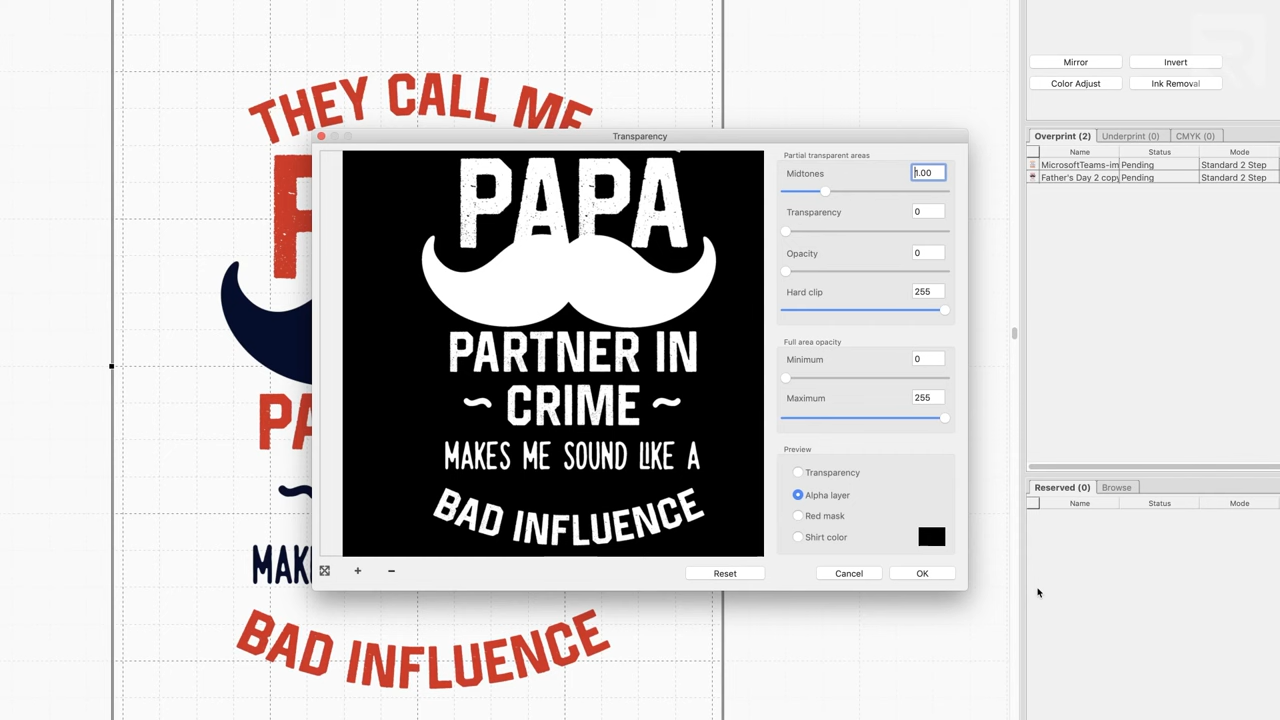 Mirror
Invert
Color Adjust
Ink Removal
THEY CALL ME
Transparency
PAPA
PARTNER IN
~ CRIME ~
MAKES ME SOUND LIKE A
BAD INFLUENCE
Partial transparent areas
Midtones
1.00
Transparency
0
Opacity
0
Hard clip
255
Full area opacity
Minimum
0
Maximum
255
Preview
Transparency
Alpha layer
Red mask
Shirt color
Reset
Cancel
OK
P
PA
MAK
BAD INFLUENCE
Overprint (2)
Underprint (0)
CMYK (0)
Name
Status
Mode
MicrosoftTeams-im
Pending
Standard 2 Step
Father's Day 2 copy
Pending
Standard 2 Step
Reserved (0)
Browse
Name
Status
Mode